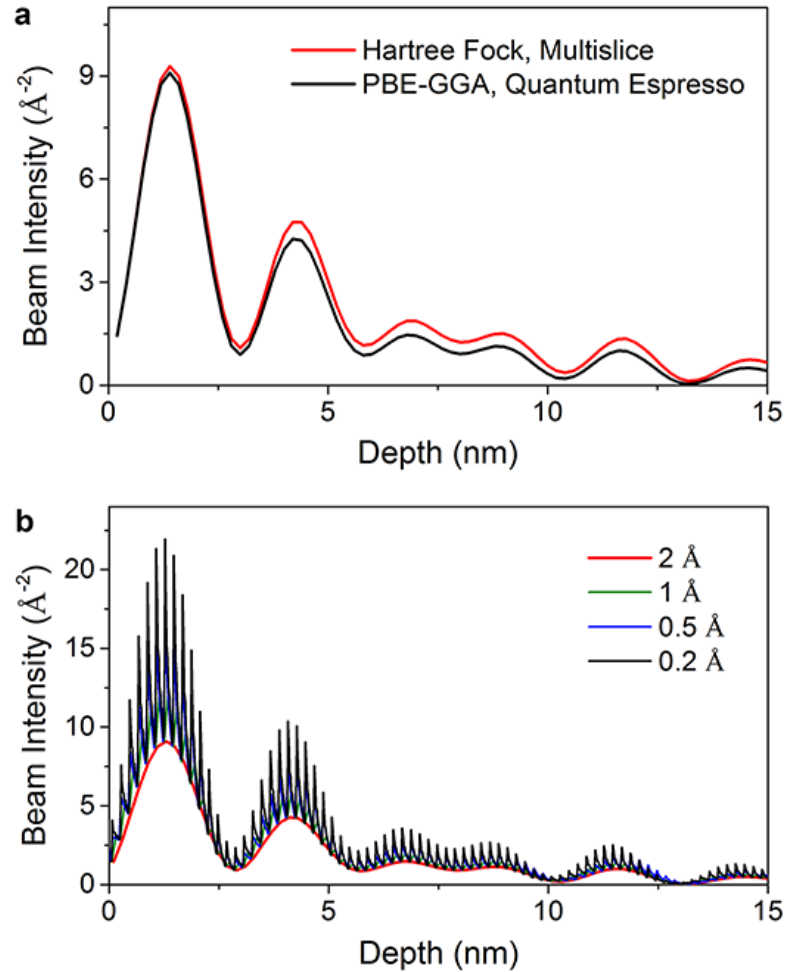 a
Hartree Fock, Multislice
PBE-GGA, Quantum Espresso
Beam Intensity (Å⁻²)
9
6
3
0
0 5 10 15
Depth (nm)
b
2 Å
1 Å
0.5 Å
0.2 Å
Beam Intensity (Å⁻²)
20
15
10
5
0
0 5 10 15
Depth (nm)